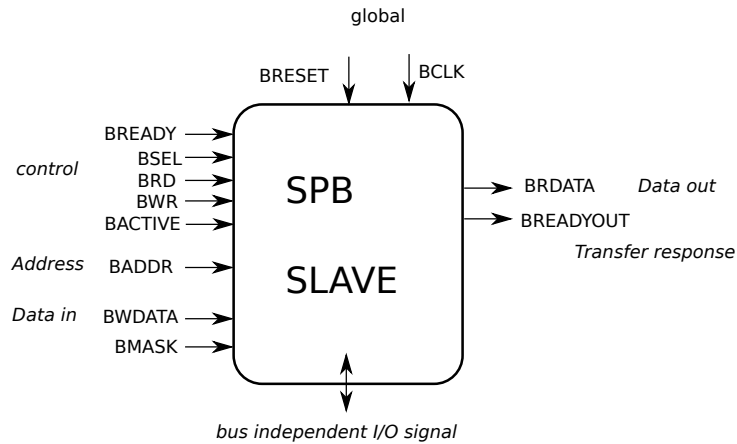 global
BRESET
BCLK
BREADY
BSEL
control
BRD
BWR
BACTIVE
Address
BADDR
Data in
BWDATA
BMASK
SPB
SLAVE
BRDATA
Data out
BREADYOUT
Transfer response
bus independent I/O signal